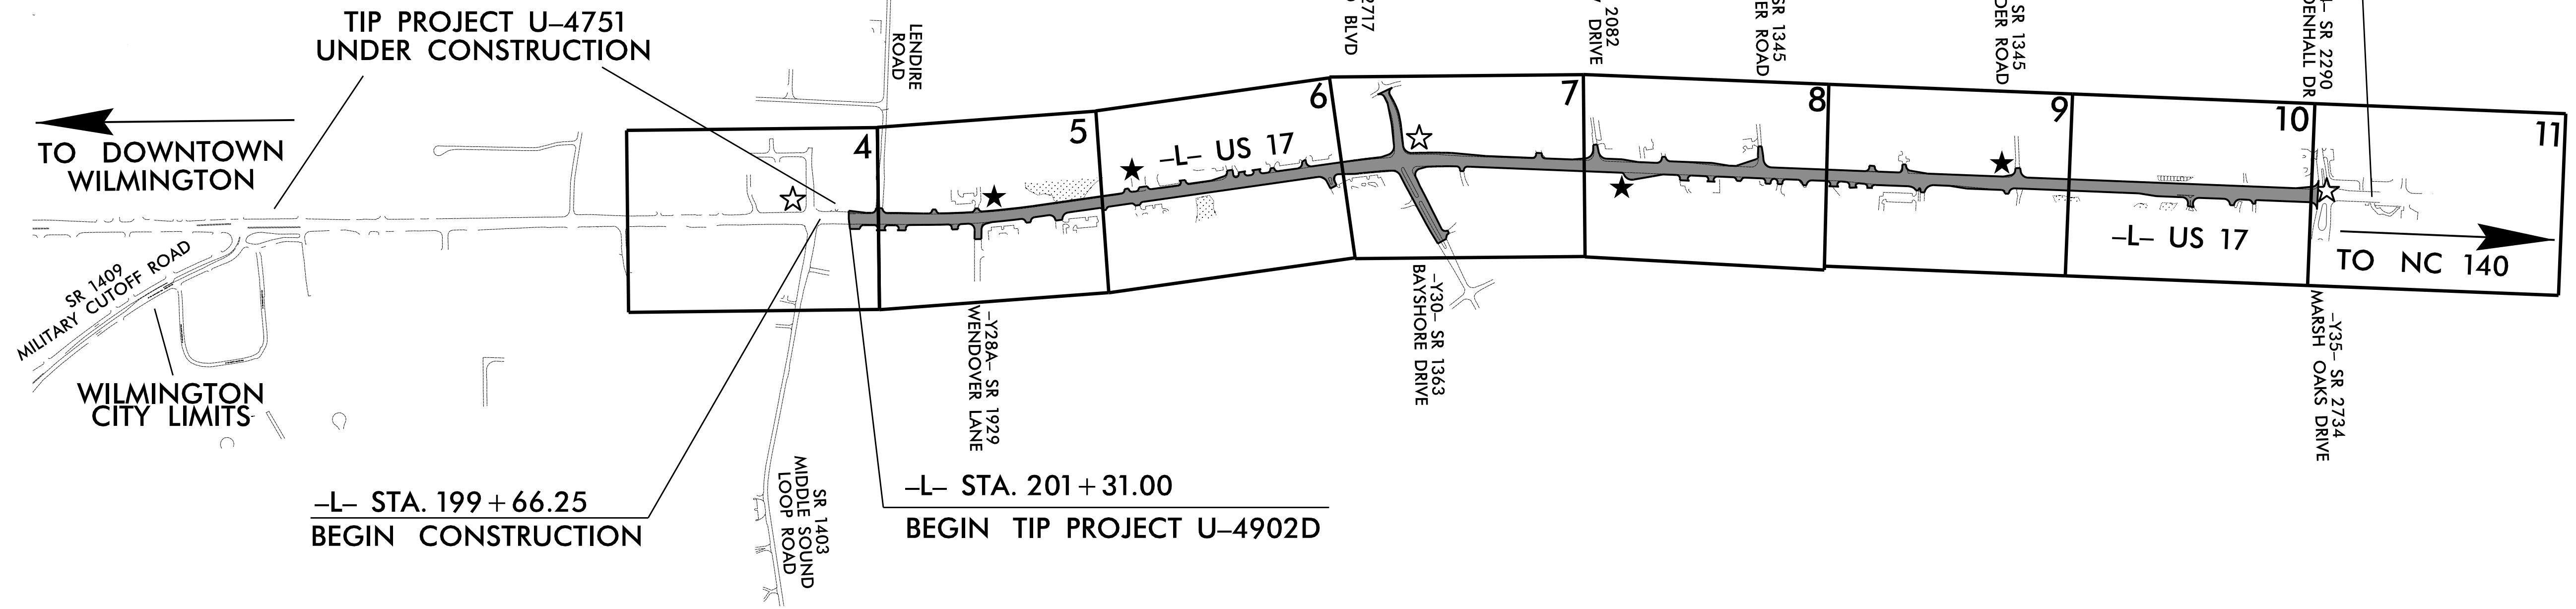 TIP PROJECT U–4751
UNDER CONSTRUCTION
TO DOWNTOWN
WILMINGTON
LENDIRE
ROAD
2717
BLVD
2082
DRIVE
SR 1345
ER ROAD
SR 1345
DER ROAD
SR 2290
DENHALL DR
4
5
6
7
8
9
10
11
–L– US 17
–L– US 17
TO NC 140
SR 1409
MILITARY CUTOFF ROAD
WILMINGTON
CITY LIMITS
–Y28A– SR 1929
WENDOVER LANE
–Y30– SR 1363
BAYSHORE DRIVE
–Y35– SR 2734
MARSH OAKS DRIVE
SR 1403
MIDDLE SOUND
LOOP ROAD
–L– STA. 199+66.25
BEGIN CONSTRUCTION
–L– STA. 201+31.00
BEGIN TIP PROJECT U–4902D